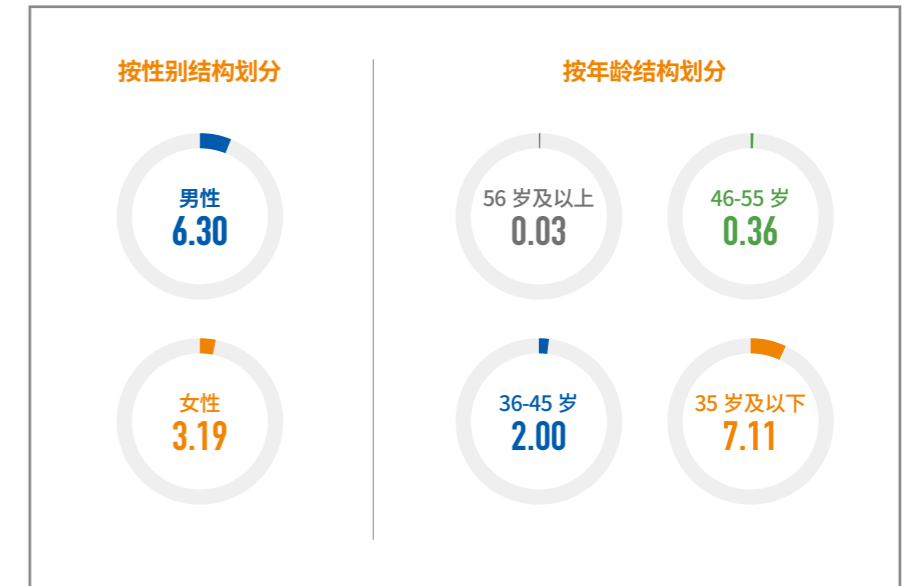 按性别结构划分
男性
6.30
女性
3.19
按年龄结构划分
56 岁及以上
0.03
46-55 岁
0.36
36-45 岁
2.00
35 岁及以下
7.11